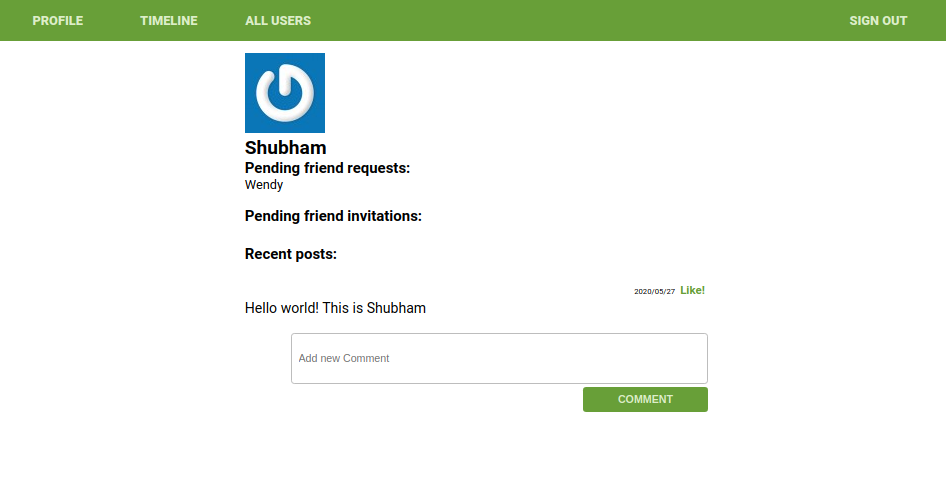 PROFILE TIMELINE ALL USERS SIGN OUT
Shubham
Pending friend requests:
Wendy
Pending friend invitations:
Recent posts:
2020/05/27 Like!
Hello world! This is Shubham
Add new Comment
COMMENT